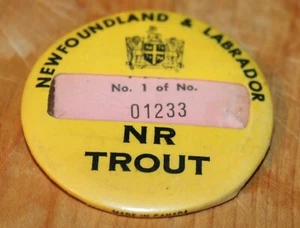 NEWFOUNDLAND & LABRADOR
No. 1 of No.
01233
NR
TROUT
MADE IN CANADA